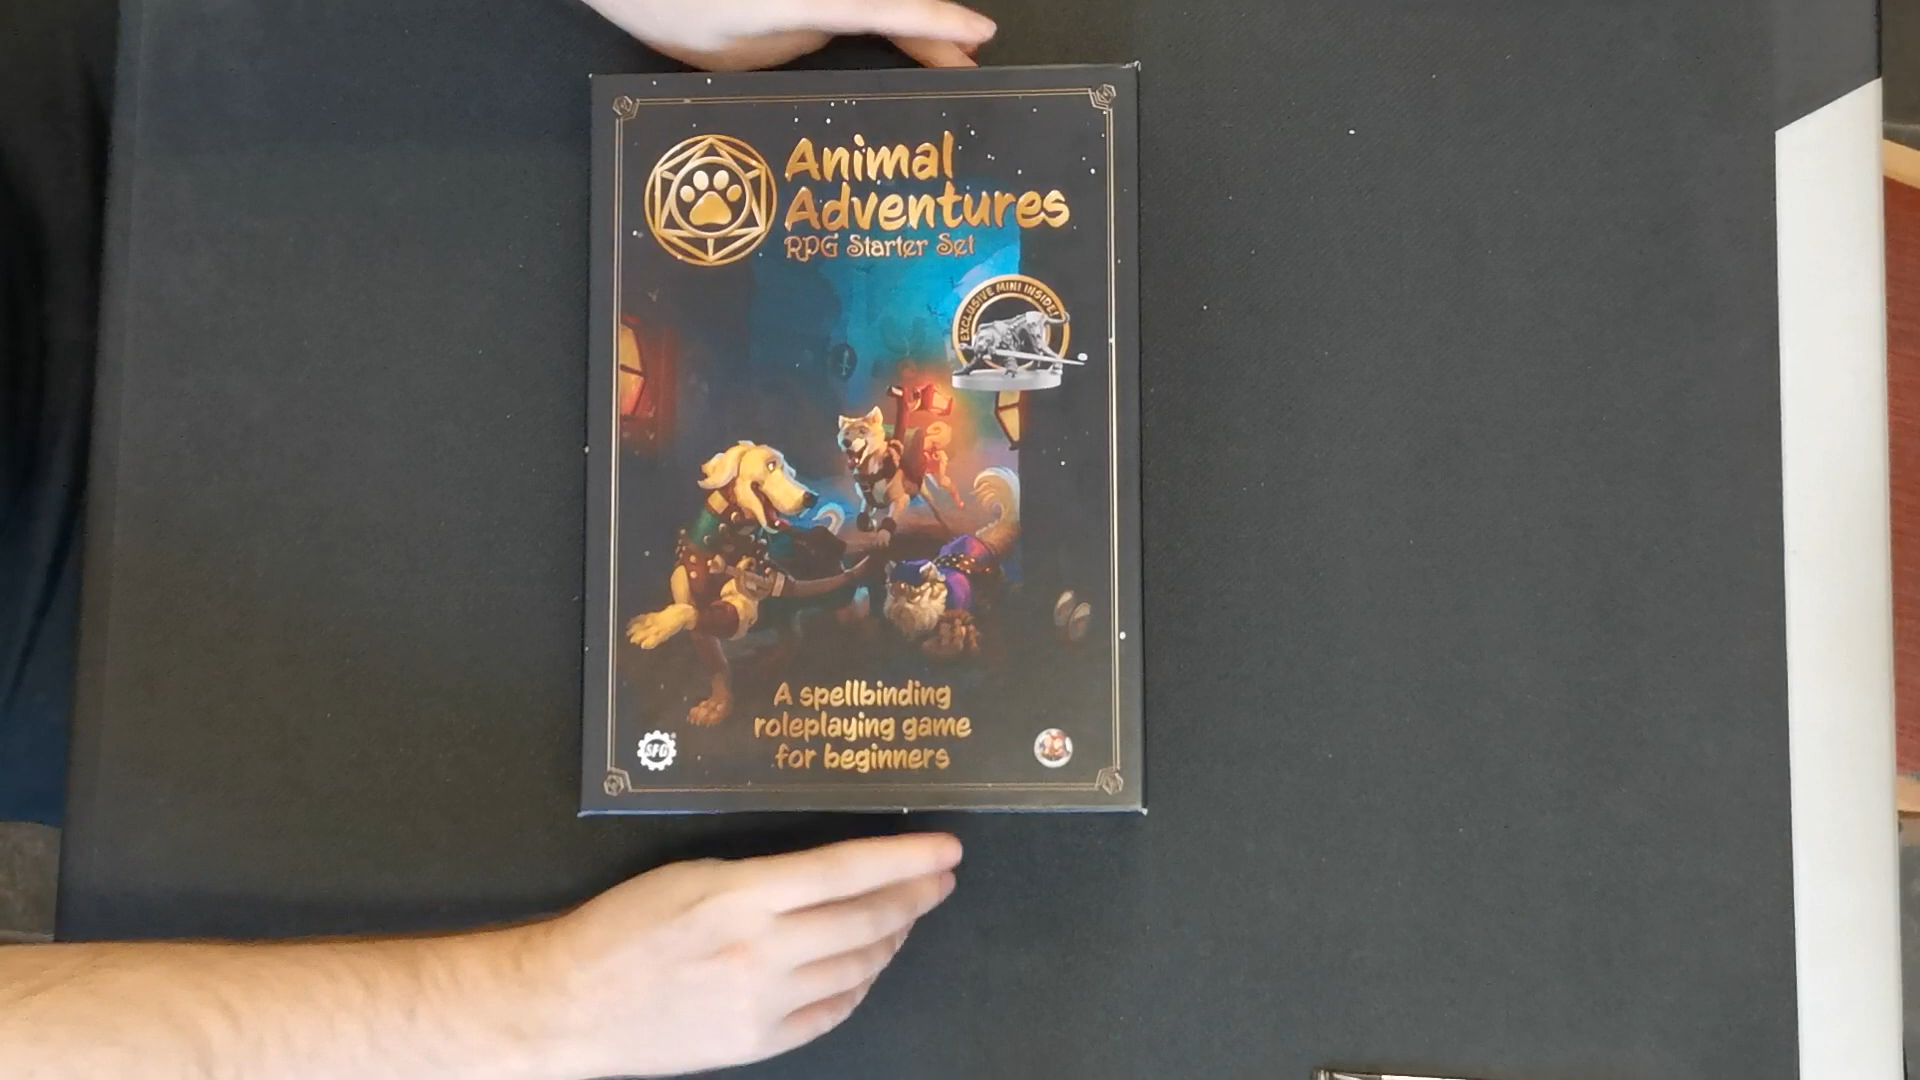 Animal
Adventures
RPG Starter Set
EXCLUSIVE MINI INSIDE!
A spellbinding
roleplaying game
for beginners
SFG